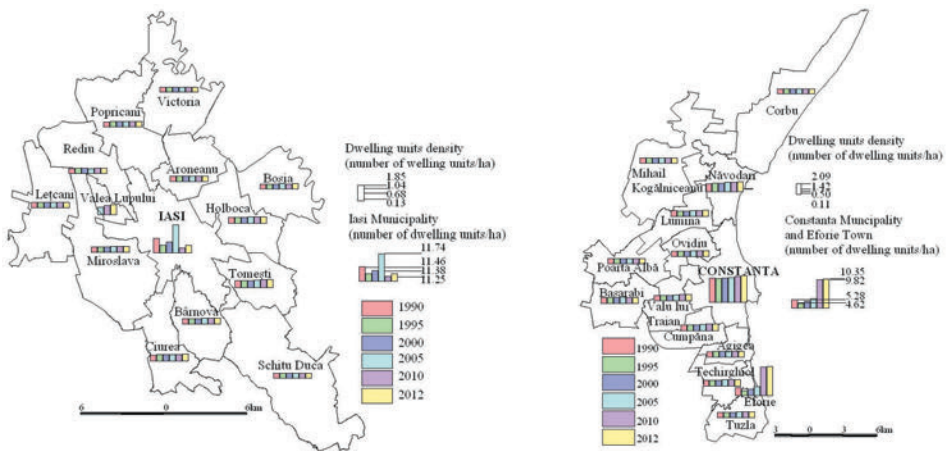 Victoria
Popricani
Rediu
Aroneanu
Bosia
Lețcani
Valea Lupului
IASI
Holboca
Miroslava
Tomești
Bârnova
Ciurea
Schitu Duca
6
0
6km
Dwelling units density
(number of welling units/ha)
1.85
1.04
0.68
0.13
Iasi Municipality
(number of dwelling units/ha)
11.74
11.46
11.38
11.25
1990
1995
2000
2005
2010
2012
Corbu
Mihail
Kogălniceanu
Năvodari
Lumina
Ovidiu
Poarta Albă
CONSTANTA
Basarabi
Valu lui
Traian
Cumpăna
Agigea
Techirghiol
Eforie
Tuzla
Dwelling units density
(number of dwelling units/ha)
2.09
1.42
0.50
0.11
Constanta Muncipality
and Eforie Town
(number of dwelling units/ha)
10.35
9.82
5.28
4.62
1990
1995
2000
2005
2010
2012
3
0
3
6km